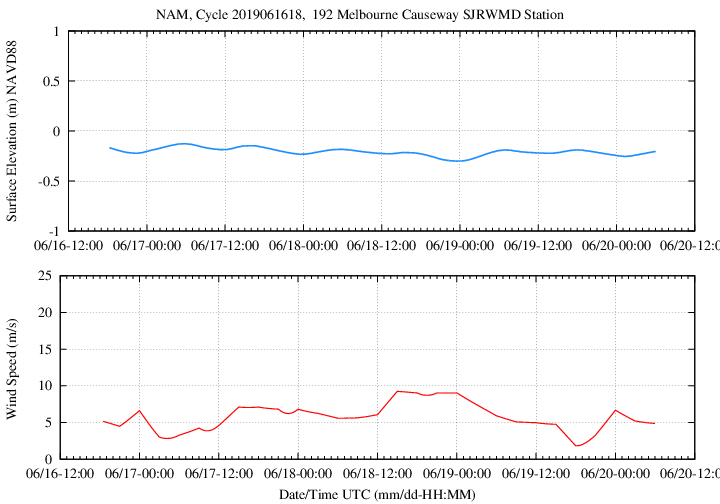 NAM, Cycle 2019061618,  192 Melbourne Causeway SJRWMD Station
Surface Elevation (m) NAVD88
1
0.5
0
-0.5
-1
06/16-12:00 06/17-00:00 06/17-12:00 06/18-00:00 06/18-12:00 06/19-00:00 06/19-12:00 06/20-00:00 06/20-12:0
Wind Speed (m/s)
25
20
15
10
5
0
06/16-12:00 06/17-00:00 06/17-12:00 06/18-00:00 06/18-12:00 06/19-00:00 06/19-12:00 06/20-00:00 06/20-12:0
Date/Time UTC (mm/dd-HH:MM)